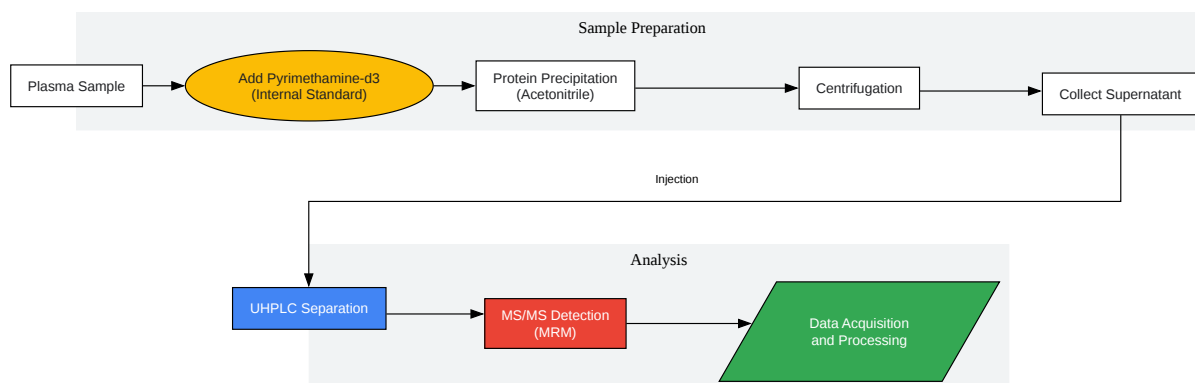 Sample Preparation
Plasma Sample
Add Pyrimethamine-d3
(Internal Standard)
Protein Precipitation
(Acetonitrile)
Centrifugation
Collect Supernatant
Injection
Analysis
UHPLC Separation
MS/MS Detection
(MRM)
Data Acquisition
and Processing